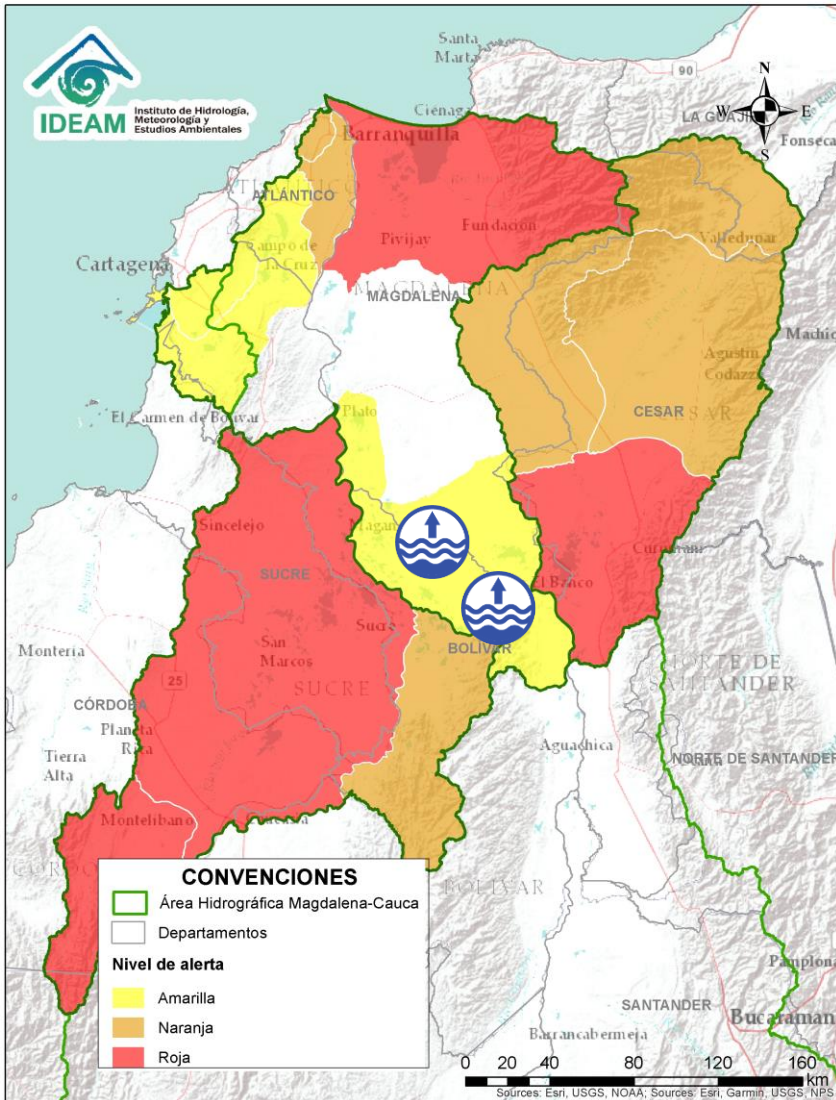 IDEAM
Instituto de Hidrología,
Meteorología y
Estudios Ambientales
Santa
Marta
90
N
W
E
S
LA GUAJI
Fonseca
Ciénaga
Barranquilla
ATLÁNTICO
Fundación
Pivijay
Valledupar
Campo de
la Cruz
Cartagena
MAGDALENA
Agustín
Codazzi
El Carmen de Bolívar
Plato
CESAR
Sincelejo
SUCRE
El Banco
Sucre
San
Marcos
BOLÍVAR
Montería
SUCRE
25
CÓRDOBA
Planeta
Rica
NORTE DE
SANTANDER
Tierra
Alta
Aguachica
NORTE DE SANTANDER
Montelíbano
BOLÍVAR
CONVENCIONES
Área Hidrográfica Magdalena-Cauca
Departamentos
Nivel de alerta
Amarilla
Naranja
Roja
Pamplona
SANTANDER
Bucaraman
Barrancabermeja
0 20 40 80 120 160
km
Sources: Esri, USGS, NOAA; Sources: Esri, Garmin, USGS, NPS